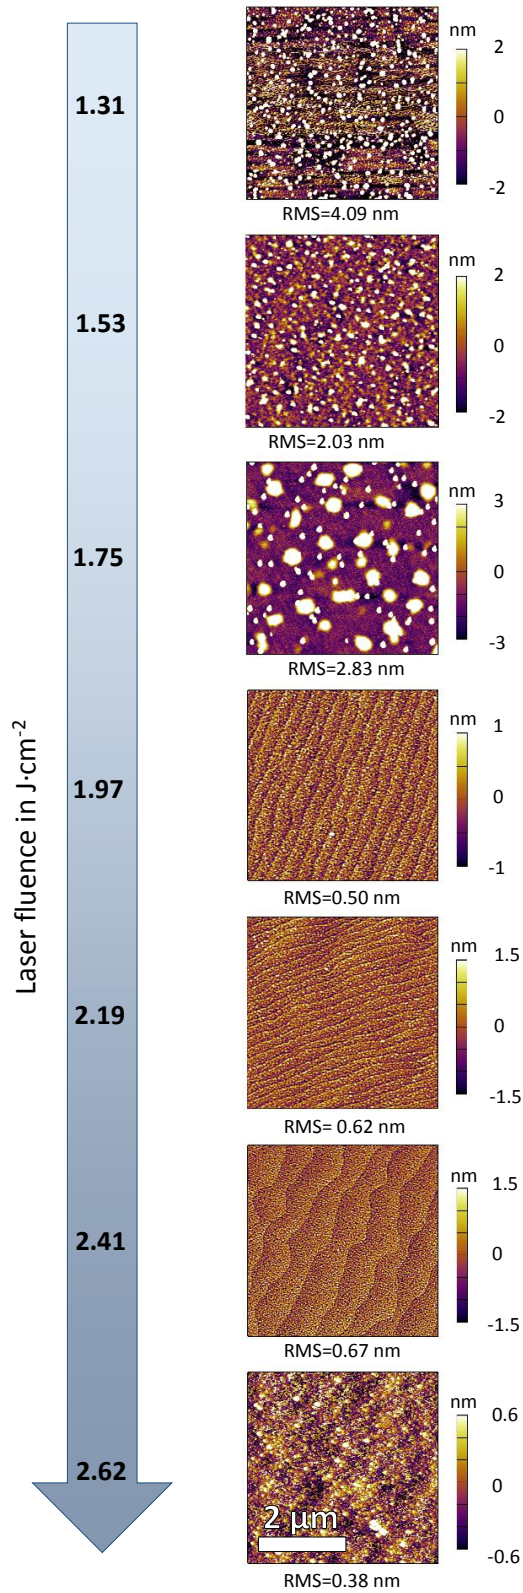 nm
2
1.31
0
-2
RMS=4.09 nm
nm
2
1.53
0
-2
RMS=2.03 nm
nm
3
1.75
0
-3
RMS=2.83 nm
nm
1
1.97
0
-1
RMS=0.50 nm
Laser fluence in J·cm-2
nm
1.5
2.19
0
-1.5
RMS= 0.62 nm
nm
1.5
2.41
0
-1.5
RMS=0.67 nm
nm
0.6
2.62
0
2 µm
-0.6
RMS=0.38 nm